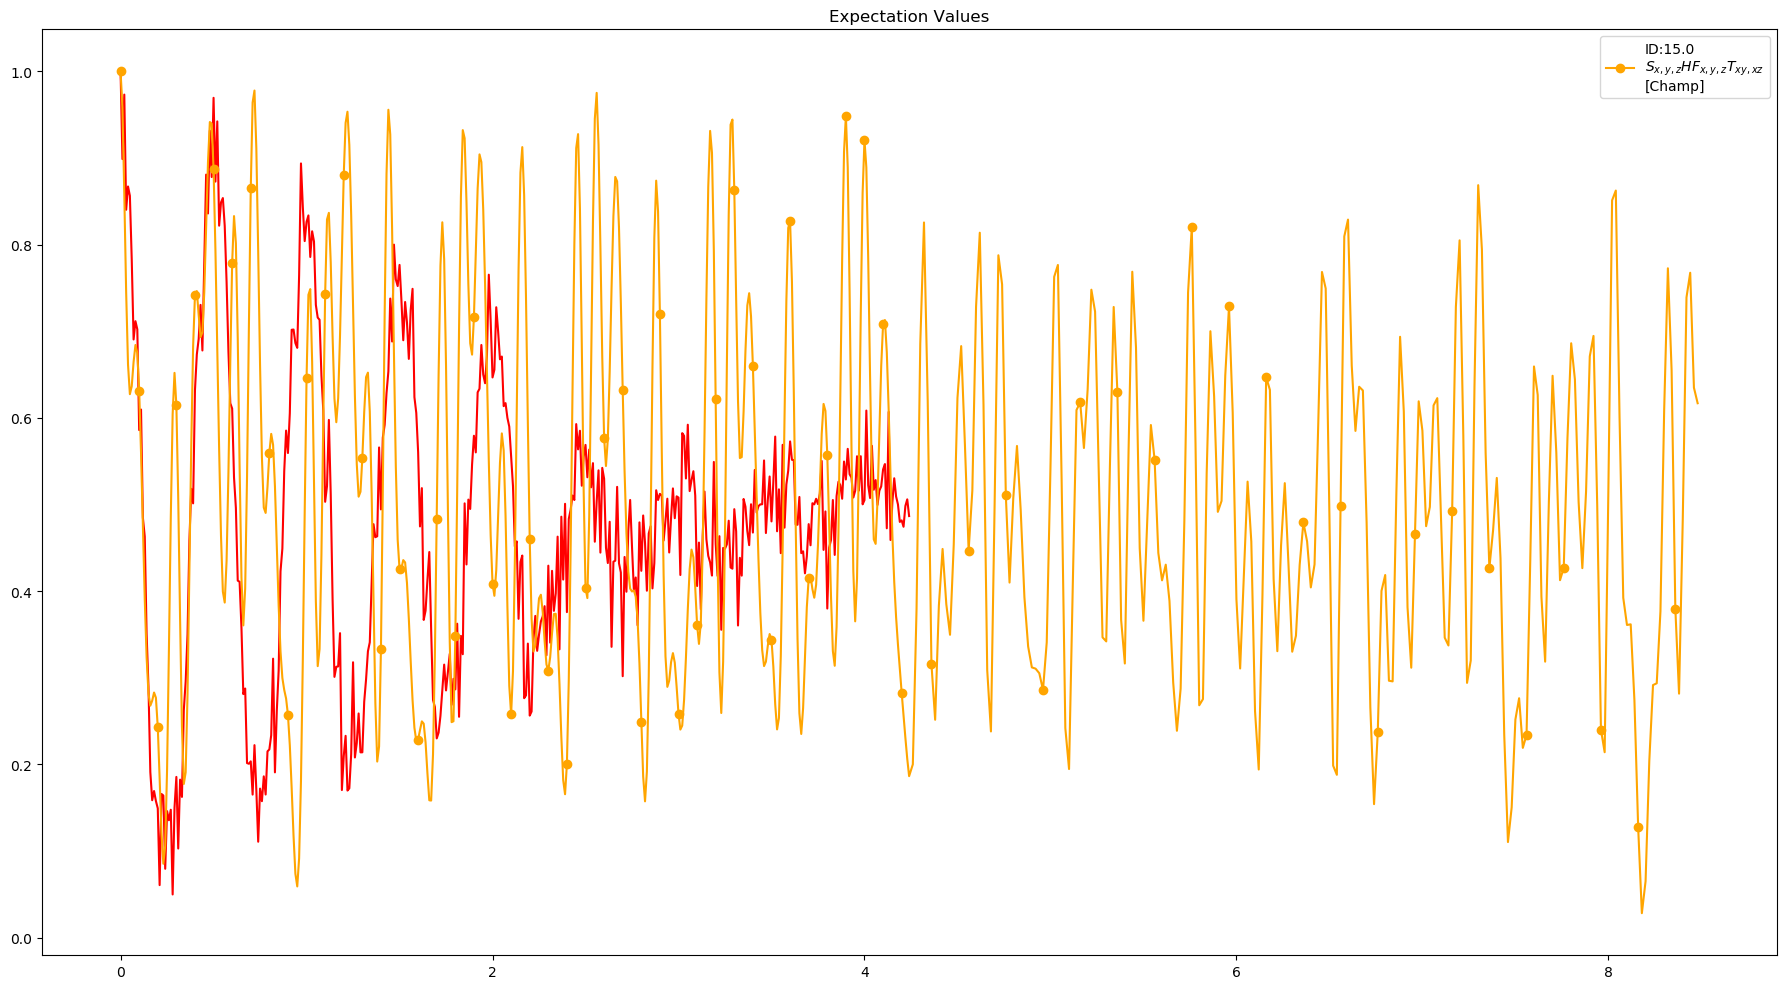 Expectation Values
ID:15.0
S_{x,y,z}HF_{x,y,z}T_{xy,xz}
[Champ]
1.0
0.8
0.6
0.4
0.2
0.0
0 2 4 6 8